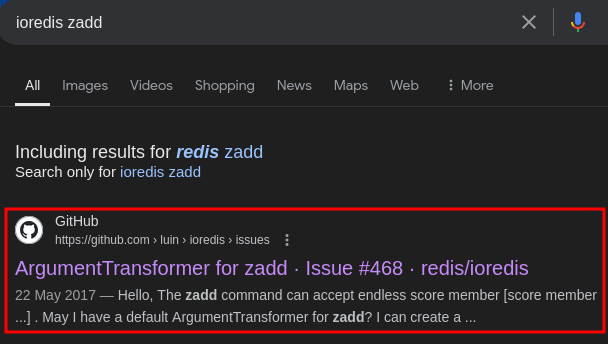 ioredis zadd
All Images Videos Shopping News Maps Web More
Including results for redis zadd
Search only for ioredis zadd
GitHub
https://github.com › luin › ioredis › issues
ArgumentTransformer for zadd · Issue #468 · redis/ioredis
22 May 2017 — Hello, The zadd command can accept endless score member [score member
...] . May I have a default ArgumentTransformer for zadd? I can create a ...